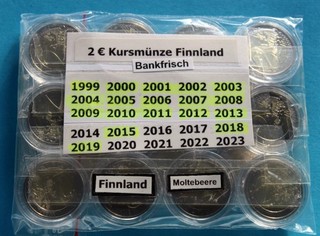 2 € Kursmünze Finnland
Bankfrisch
1999 2000 2001 2002 2003
2004 2005 2006 2007 2008
2009 2010 2011 2012 2013
2014 2015 2016 2017 2018
2019 2020 2021 2022 2023
Finnland
Moltebeere